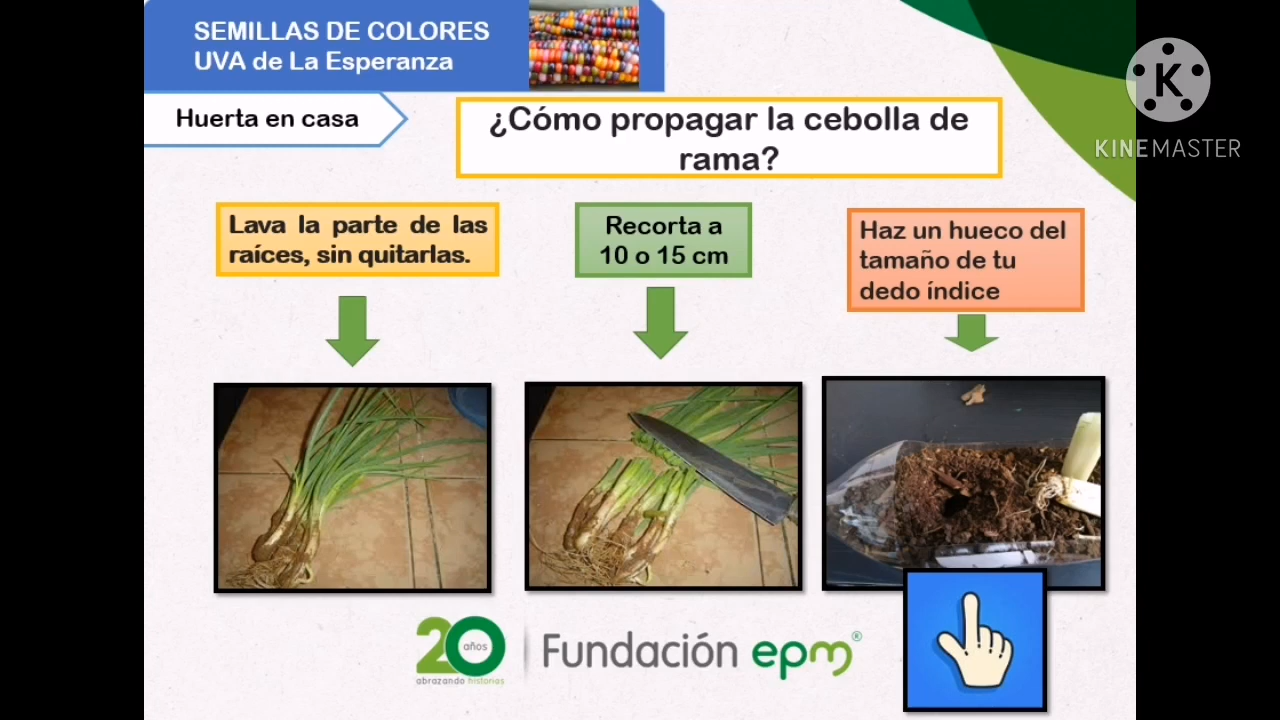 SEMILLAS DE COLORES
UVA de La Esperanza
K
KINEMASTER
Huerta en casa
¿Cómo propagar la cebolla de
rama?
Lava la parte de las
raíces, sin quitarlas.
Recorta a
10 o 15 cm
Haz un hueco del
tamaño de tu
dedo índice
20
años
abrazando historias
Fundación epm®